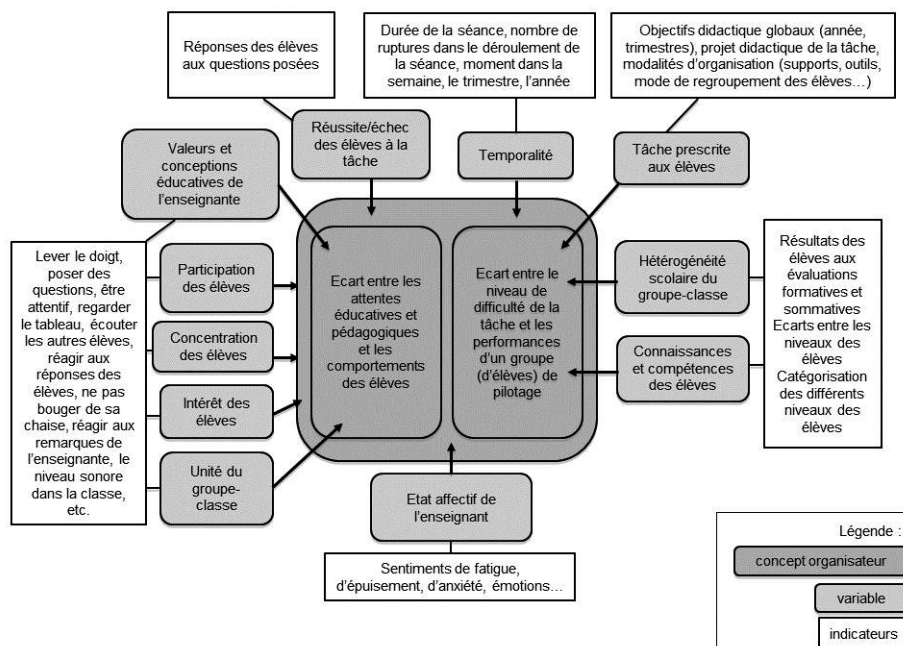 Réponses des élèves
aux questions posées
Durée de la séance, nombre de
ruptures dans le déroulement de
la séance, moment dans la
semaine, le trimestre, l'année
Objectifs didactique globaux (année,
trimestres), projet didactique de la tâche,
modalités d'organisation (supports, outils,
mode de regroupement des élèves…)
Valeurs et
conceptions
éducatives de
l'enseignante
Réussite/échec
des élèves à la
tâche
Temporalité
Tâche prescrite
aux élèves
Lever le doigt,
poser des
questions, être
attentif, regarder
le tableau, écouter
les autres élèves,
réagir aux
réponses des
élèves, ne pas
bouger de sa
chaise, réagir aux
remarques de
l'enseignante, le
niveau sonore
dans la classe,
etc.
Participation
des élèves
Concentration
des élèves
Intérêt des
élèves
Unité du
groupe-
classe
Ecart entre les
attentes
éducatives et
pédagogiques
et les
comportements
des élèves
Ecart entre le
niveau de
difficulté de la
tâche et les
performances
d'un groupe
(d'élèves) de
pilotage
Hétérogénéité
scolaire du
groupe-classe
Connaissances
et compétences
des élèves
Résultats des
élèves aux
évaluations
formatives et
sommatives
Ecarts entre les
niveaux des
élèves
Catégorisation
des différents
niveaux des
élèves
Etat affectif de
l'enseignant
Sentiments de fatigue,
d'épuisement, d'anxiété, émotions…
Légende :
concept organisateur
variable
indicateurs